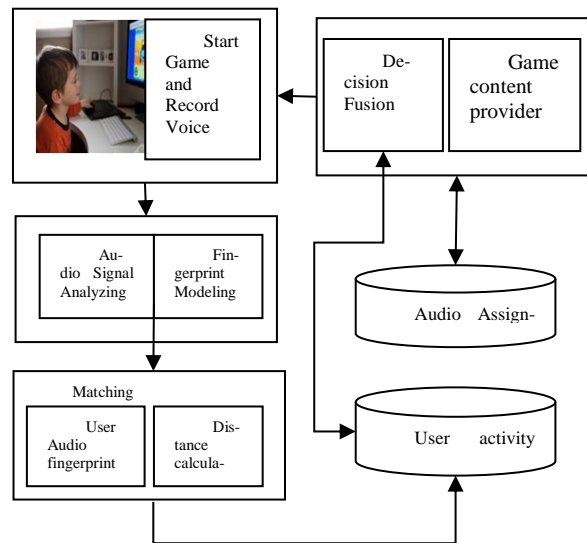 Start
Game
and
Record
Voice
De-
cision
Fusion
Game
content
provider
Au-
dio Signal
Analyzing
Fin-
gerprint
Modeling
Audio Assign-
Matching
User
Audio
fingerprint
Dis-
tance
calcula-
User activity